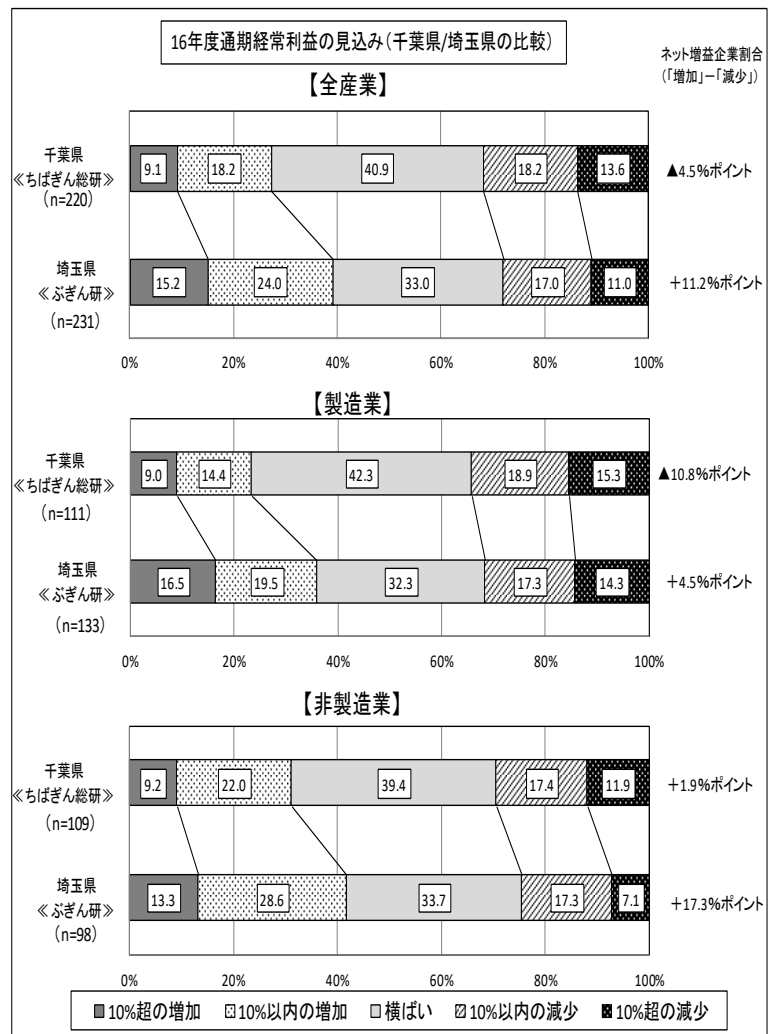 16年度通期経常利益の見込み(千葉県/埼玉県の比較)
ネット増益企業割合
(「増加」－「減少」)
【全産業】
千葉県
≪ちばぎん総研≫
(n=220)
9.1 18.2 40.9 18.2 13.6
▲4.5%ポイント
埼玉県
≪ぶぎん研≫
(n=231)
15.2 24.0 33.0 17.0 11.0
＋11.2%ポイント
0% 20% 40% 60% 80% 100%
【製造業】
千葉県
≪ちばぎん総研≫
(n=111)
9.0 14.4 42.3 18.9 15.3
▲10.8%ポイント
埼玉県
≪ぶぎん研≫
(n=133)
16.5 19.5 32.3 17.3 14.3
＋4.5%ポイント
0% 20% 40% 60% 80% 100%
【非製造業】
千葉県
≪ちばぎん総研≫
(n=109)
9.2 22.0 39.4 17.4 11.9
＋1.9%ポイント
埼玉県
≪ぶぎん研≫
(n=98)
13.3 28.6 33.7 17.3 7.1
＋17.3%ポイント
0% 20% 40% 60% 80% 100%
10%超の増加 10%以内の増加 横ばい 10%以内の減少 10%超の減少